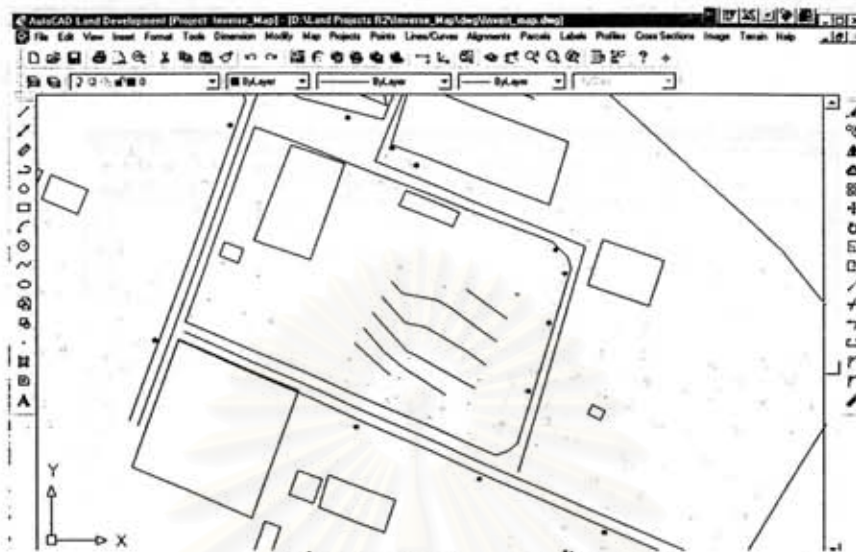 AutoCAD Land Development [Project Inverse_Map] - [D:\Land Projects R2\Inverse_Map\dwg\Invert_map.dwg]
File Edit View Insert Format Tools Dimension Modify Map Projects Points Lines/Curves Alignments Parcels Labels Profiles Cross Sections Image Terrain Help
0 ByLayer ByLayer ByLayer
A
Y
X